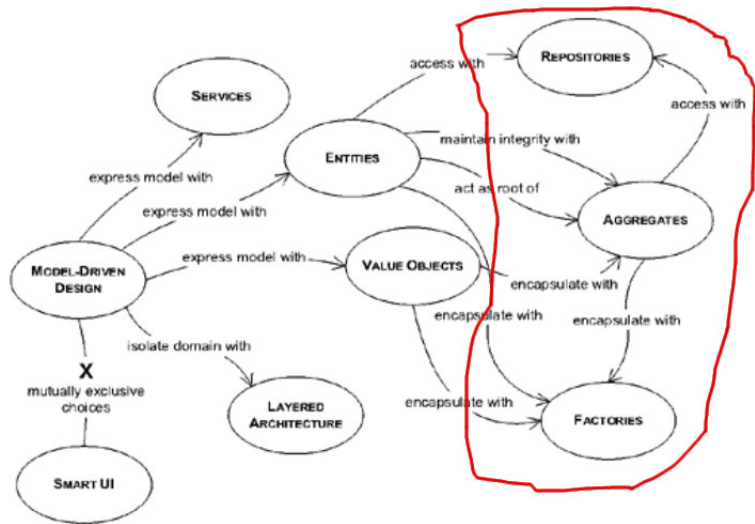 REPOSITORIES
access with
SERVICES
access with
maintain integrity with
ENTITIES
express model with
act as root of
express model with
AGGREGATES
express model with
VALUE OBJECTS
MODEL-DRIVEN
DESIGN
encapsulate with
encapsulate with
encapsulate with
isolate domain with
X
mutually exclusive
choices
encapsulate with
LAYERED
ARCHITECTURE
FACTORIES
SMART UI